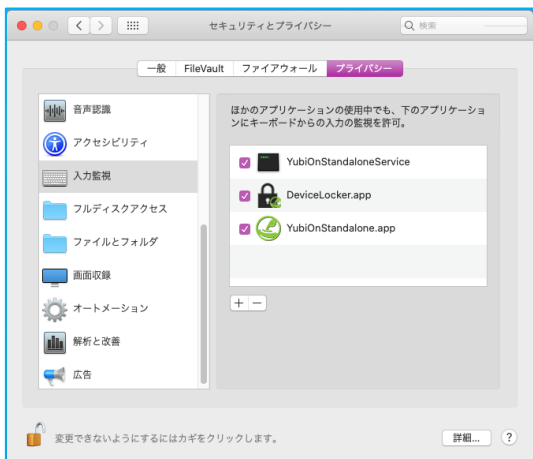 セキュリティとプライバシー
検索
一般 FileVault ファイアウォール プライバシー
音声認識
アクセシビリティ
入力監視
フルディスクアクセス
ファイルとフォルダ
画面収録
オートメーション
解析と改善
広告
ほかのアプリケーションの使用中でも、下のアプリケーショ
ンにキーボードからの入力の監視を許可。
YubiOnStandaloneService
DeviceLocker.app
YubiOnStandalone.app
変更できないようにするにはカギをクリックします。
詳細... ?